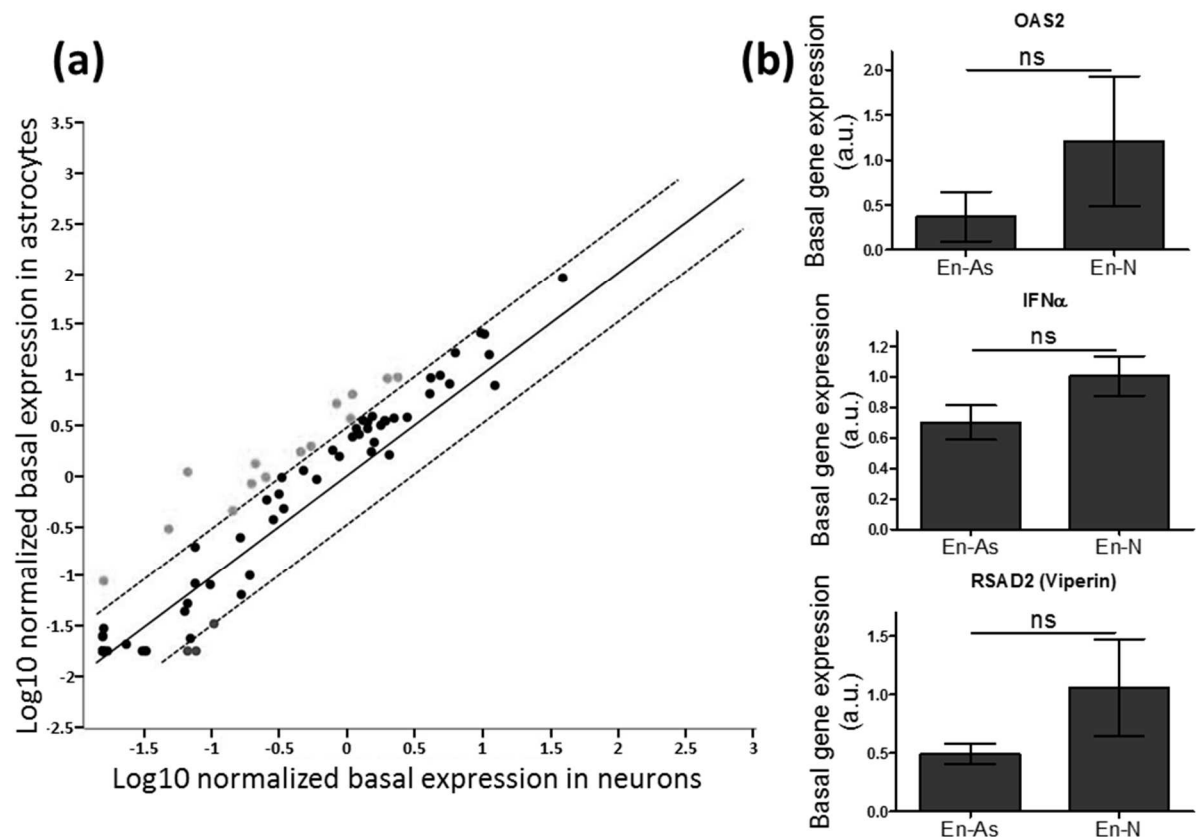 (a)
Log10 normalized basal expression in astrocytes
3.5
3
2.5
2
1.5
1
0.5
0
-0.5
-1
-1.5
-2
-2.5
-1.5
-1
-0.5
0
0.5
1
1.5
2
2.5
3
Log10 normalized basal expression in neurons
(b)
OAS2
Basal gene expression
(a.u.)
2.0
1.5
1.0
0.5
0.0
ns
En-As
En-N
IFNα
Basal gene expression
(a.u.)
1.2
1.0
0.8
0.6
0.4
0.2
0.0
ns
En-As
En-N
RSAD2 (Viperin)
Basal gene expression
(a.u.)
1.5
1.0
0.5
0.0
ns
En-As
En-N